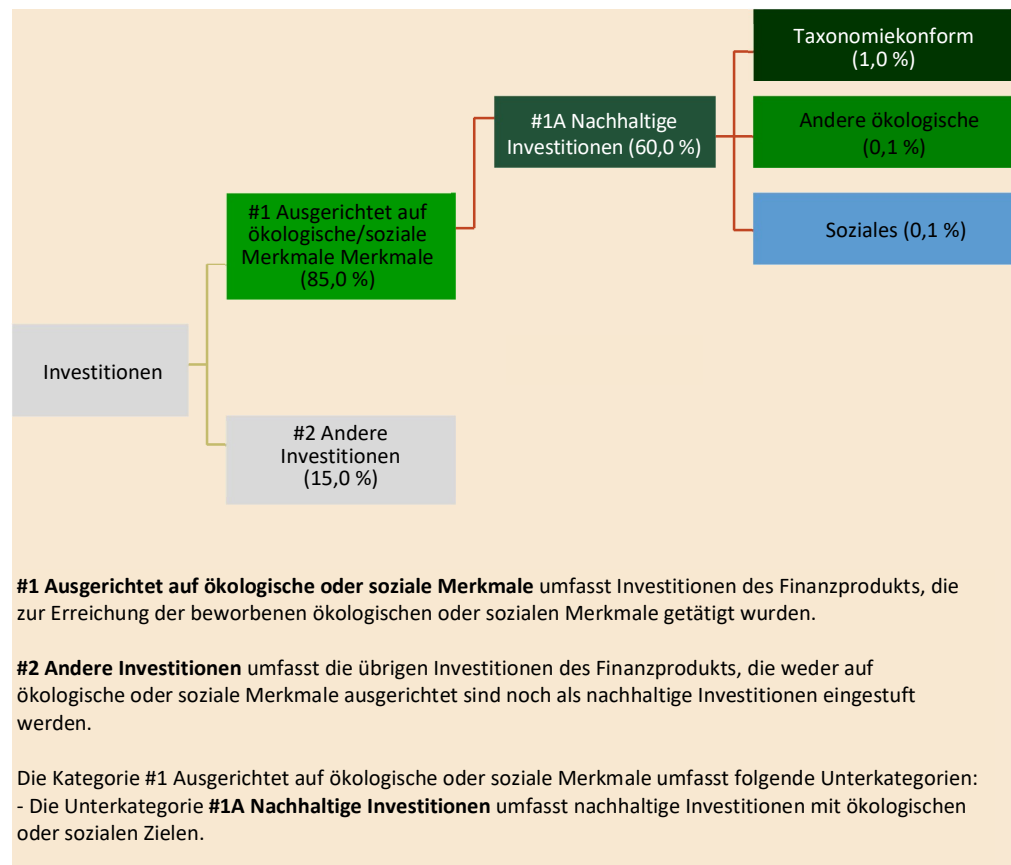 Taxonomiekonform
(1,0 %)
#1A Nachhaltige
Investitionen (60,0 %)
Andere ökologische
(0,1 %)
Soziales (0,1 %)
#1 Ausgerichtet auf
ökologische/soziale
Merkmale Merkmale
(85,0 %)
Investitionen
#2 Andere
Investitionen
(15,0 %)
#1 Ausgerichtet auf ökologische oder soziale Merkmale umfasst Investitionen des Finanzprodukts, die
zur Erreichung der beworbenen ökologischen oder sozialen Merkmale getätigt wurden.
#2 Andere Investitionen umfasst die übrigen Investitionen des Finanzprodukts, die weder auf
ökologische oder soziale Merkmale ausgerichtet sind noch als nachhaltige Investitionen eingestuft
werden.
Die Kategorie #1 Ausgerichtet auf ökologische oder soziale Merkmale umfasst folgende Unterkategorien:
- Die Unterkategorie #1A Nachhaltige Investitionen umfasst nachhaltige Investitionen mit ökologischen
oder sozialen Zielen.